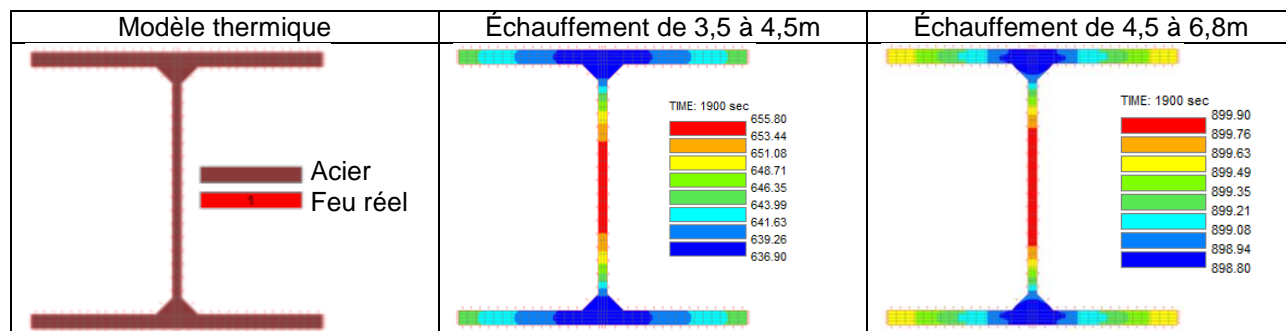 Modèle thermique
Échauffement de 3,5 à 4,5m
Échauffement de 4,5 à 6,8m
Acier
1
Feu réel
TIME: 1900 sec
655.80
653.44
651.08
648.71
646.35
643.99
641.63
639.26
636.90
TIME: 1900 sec
899.90
899.76
899.63
899.49
899.35
899.21
899.08
898.94
898.80